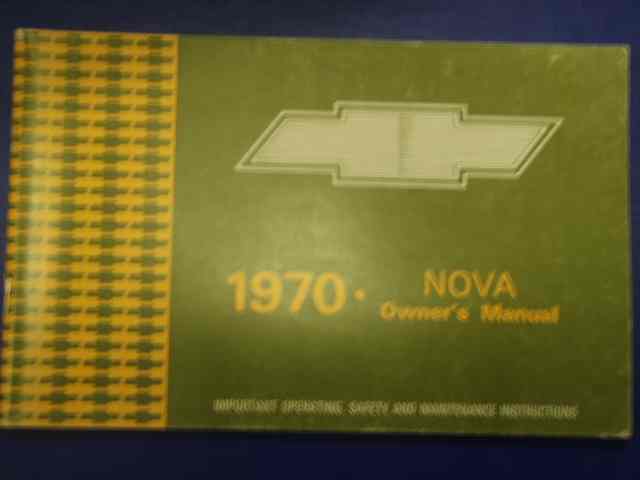 1970 • NOVA
Owner's Manual
IMPORTANT OPERATING, SAFETY AND MAINTENANCE INSTRUCTIONS